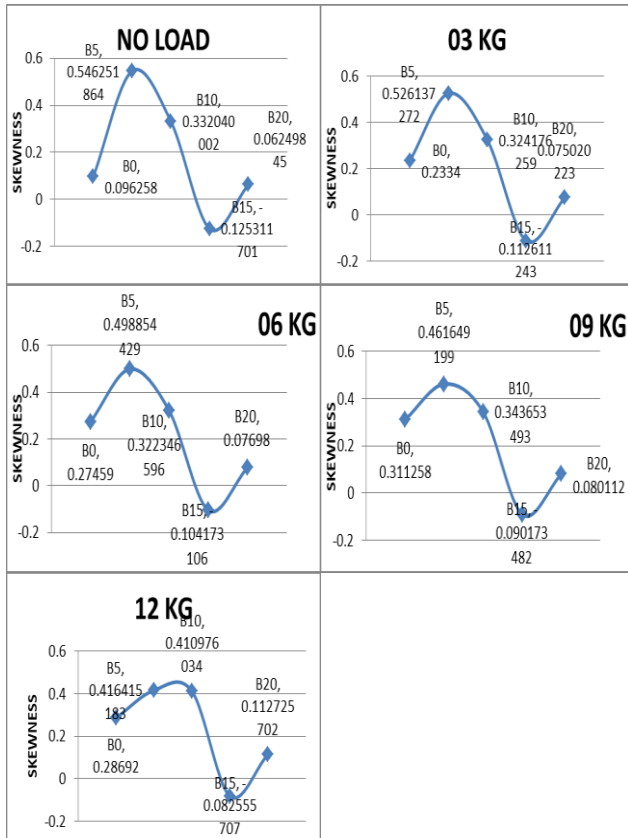 NO LOAD
SKEWNESS
0.6
0.4
0.2
0
-0.2
B5,
0.546251
864
B0,
0.096258
B10,
0.332040
002
B15, -
0.125311
701
B20,
0.062498
45
03 KG
SKEWNESS
0.6
0.4
0.2
0
-0.2
B5,
0.526137
272
B0,
0.2334
B10,
0.324176
259
B15, -
0.112611
243
B20,
0.075020
223
06 KG
SKEWNESS
0.6
0.4
0.2
0
-0.2
B5,
0.498854
429
B0,
0.27459
B10,
0.322346
596
B15, -
0.104173
106
B20,
0.07698
09 KG
SKEWNESS
0.6
0.4
0.2
0
-0.2
B5,
0.461649
199
B0,
0.311258
B10,
0.343653
493
B15, -
0.090173
482
B20,
0.080112
12 KG
SKEWNESS
0.6
0.4
0.2
0
-0.2
B5,
0.416415
183
B0,
0.28692
B10,
0.410976
034
B15, -
0.082555
707
B20,
0.112725
702